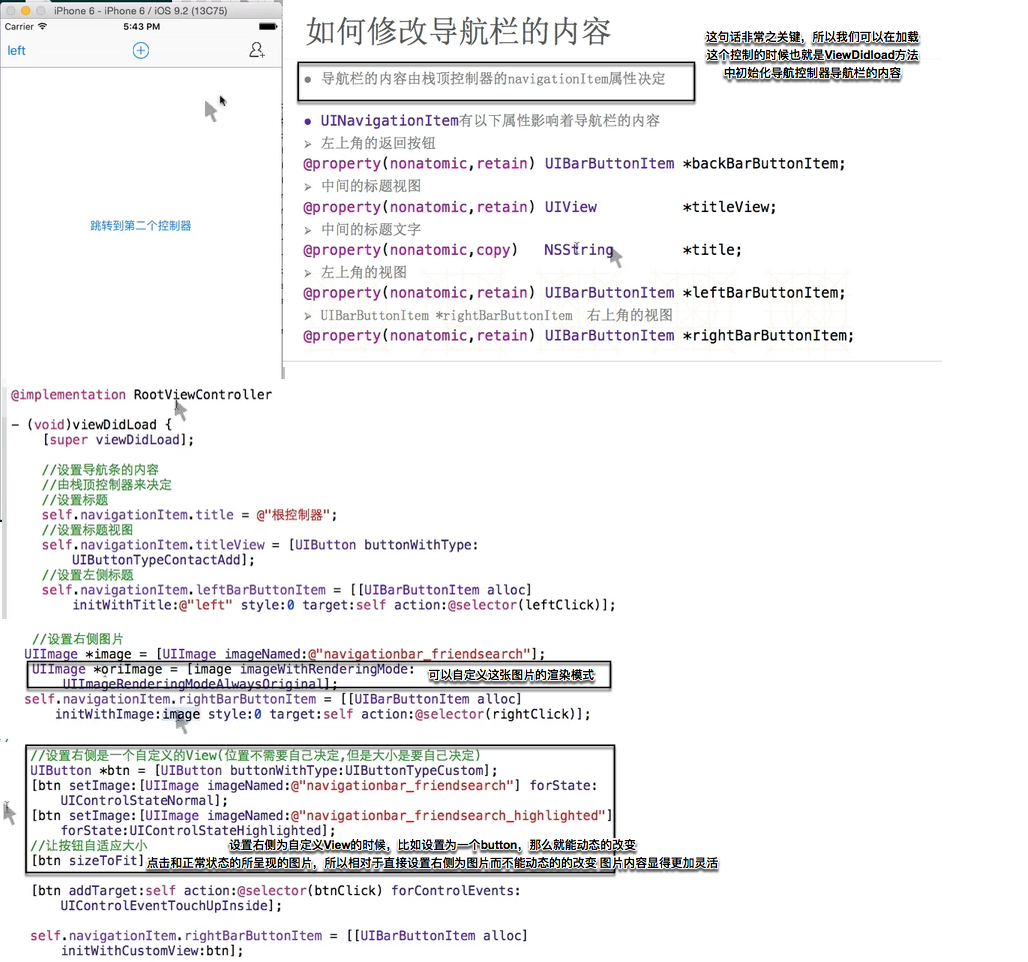 iPhone 6 - iPhone 6 / iOS 9.2 (13C75)
Carrier
5:43 PM
left
跳转到第二个控制器
如何修改导航栏的内容
这句话非常之关键，所以我们可以在加载
这个控制的时候也就是ViewDidload方法
中初始化导航控制器导航栏的内容
● 导航栏的内容由栈顶控制器的navigationItem属性决定
● UINavigationItem有以下属性影响着导航栏的内容
➢ 左上角的返回按钮
@property(nonatomic,retain) UIBarButtonItem *backBarButtonItem;
➢ 中间的标题视图
@property(nonatomic,retain) UIView *titleView;
➢ 中间的标题文字
@property(nonatomic,copy) NSString *title;
➢ 左上角的视图
@property(nonatomic,retain) UIBarButtonItem *leftBarButtonItem;
➢ UIBarButtonItem *rightBarButtonItem 右上角的视图
@property(nonatomic,retain) UIBarButtonItem *rightBarButtonItem;
@implementation RootViewController
- (void)viewDidLoad {
[super viewDidLoad];
//设置导航条的内容
//由栈顶控制器来决定
//设置标题
self.navigationItem.title = @"根控制器";
//设置标题视图
self.navigationItem.titleView = [UIButton buttonWithType:
UIButtonTypeContactAdd];
//设置左侧标题
self.navigationItem.leftBarButtonItem = [[UIBarButtonItem alloc]
initWithTitle:@"left" style:0 target:self action:@selector(leftClick)];
//设置右侧图片
UIImage *image = [UIImage imageNamed:@"navigationbar_friendsearch"];
UIImage *oriImage = [image imageWithRenderingMode:
UIImageRenderingModeAlwaysOriginal];
可以自定义这张图片的渲染模式
self.navigationItem.rightBarButtonItem = [[UIBarButtonItem alloc]
initWithImage:image style:0 target:self action:@selector(rightClick)];
//设置右侧是一个自定义的View(位置不需要自己决定,但是大小是要自己决定)
UIButton *btn = [UIButton buttonWithType:UIButtonTypeCustom];
[btn setImage:[UIImage imageNamed:@"navigationbar_friendsearch"] forState:
UIControlStateNormal];
[btn setImage:[UIImage imageNamed:@"navigationbar_friendsearch_highlighted"]
forState:UIControlStateHighlighted];
//让按钮自适应大小
设置右侧为自定义View的时候，比如设置为一个button，那么就能动态的改变
[btn sizeToFit]
点击和正常状态的所呈现的图片，所以相对于直接设置右侧为图片而不能动态的的改变 图片内容显得更加灵活
[btn addTarget:self action:@selector(btnClick) forControlEvents:
UIControlEventTouchUpInside];
self.navigationItem.rightBarButtonItem = [[UIBarButtonItem alloc]
initWithCustomView:btn];